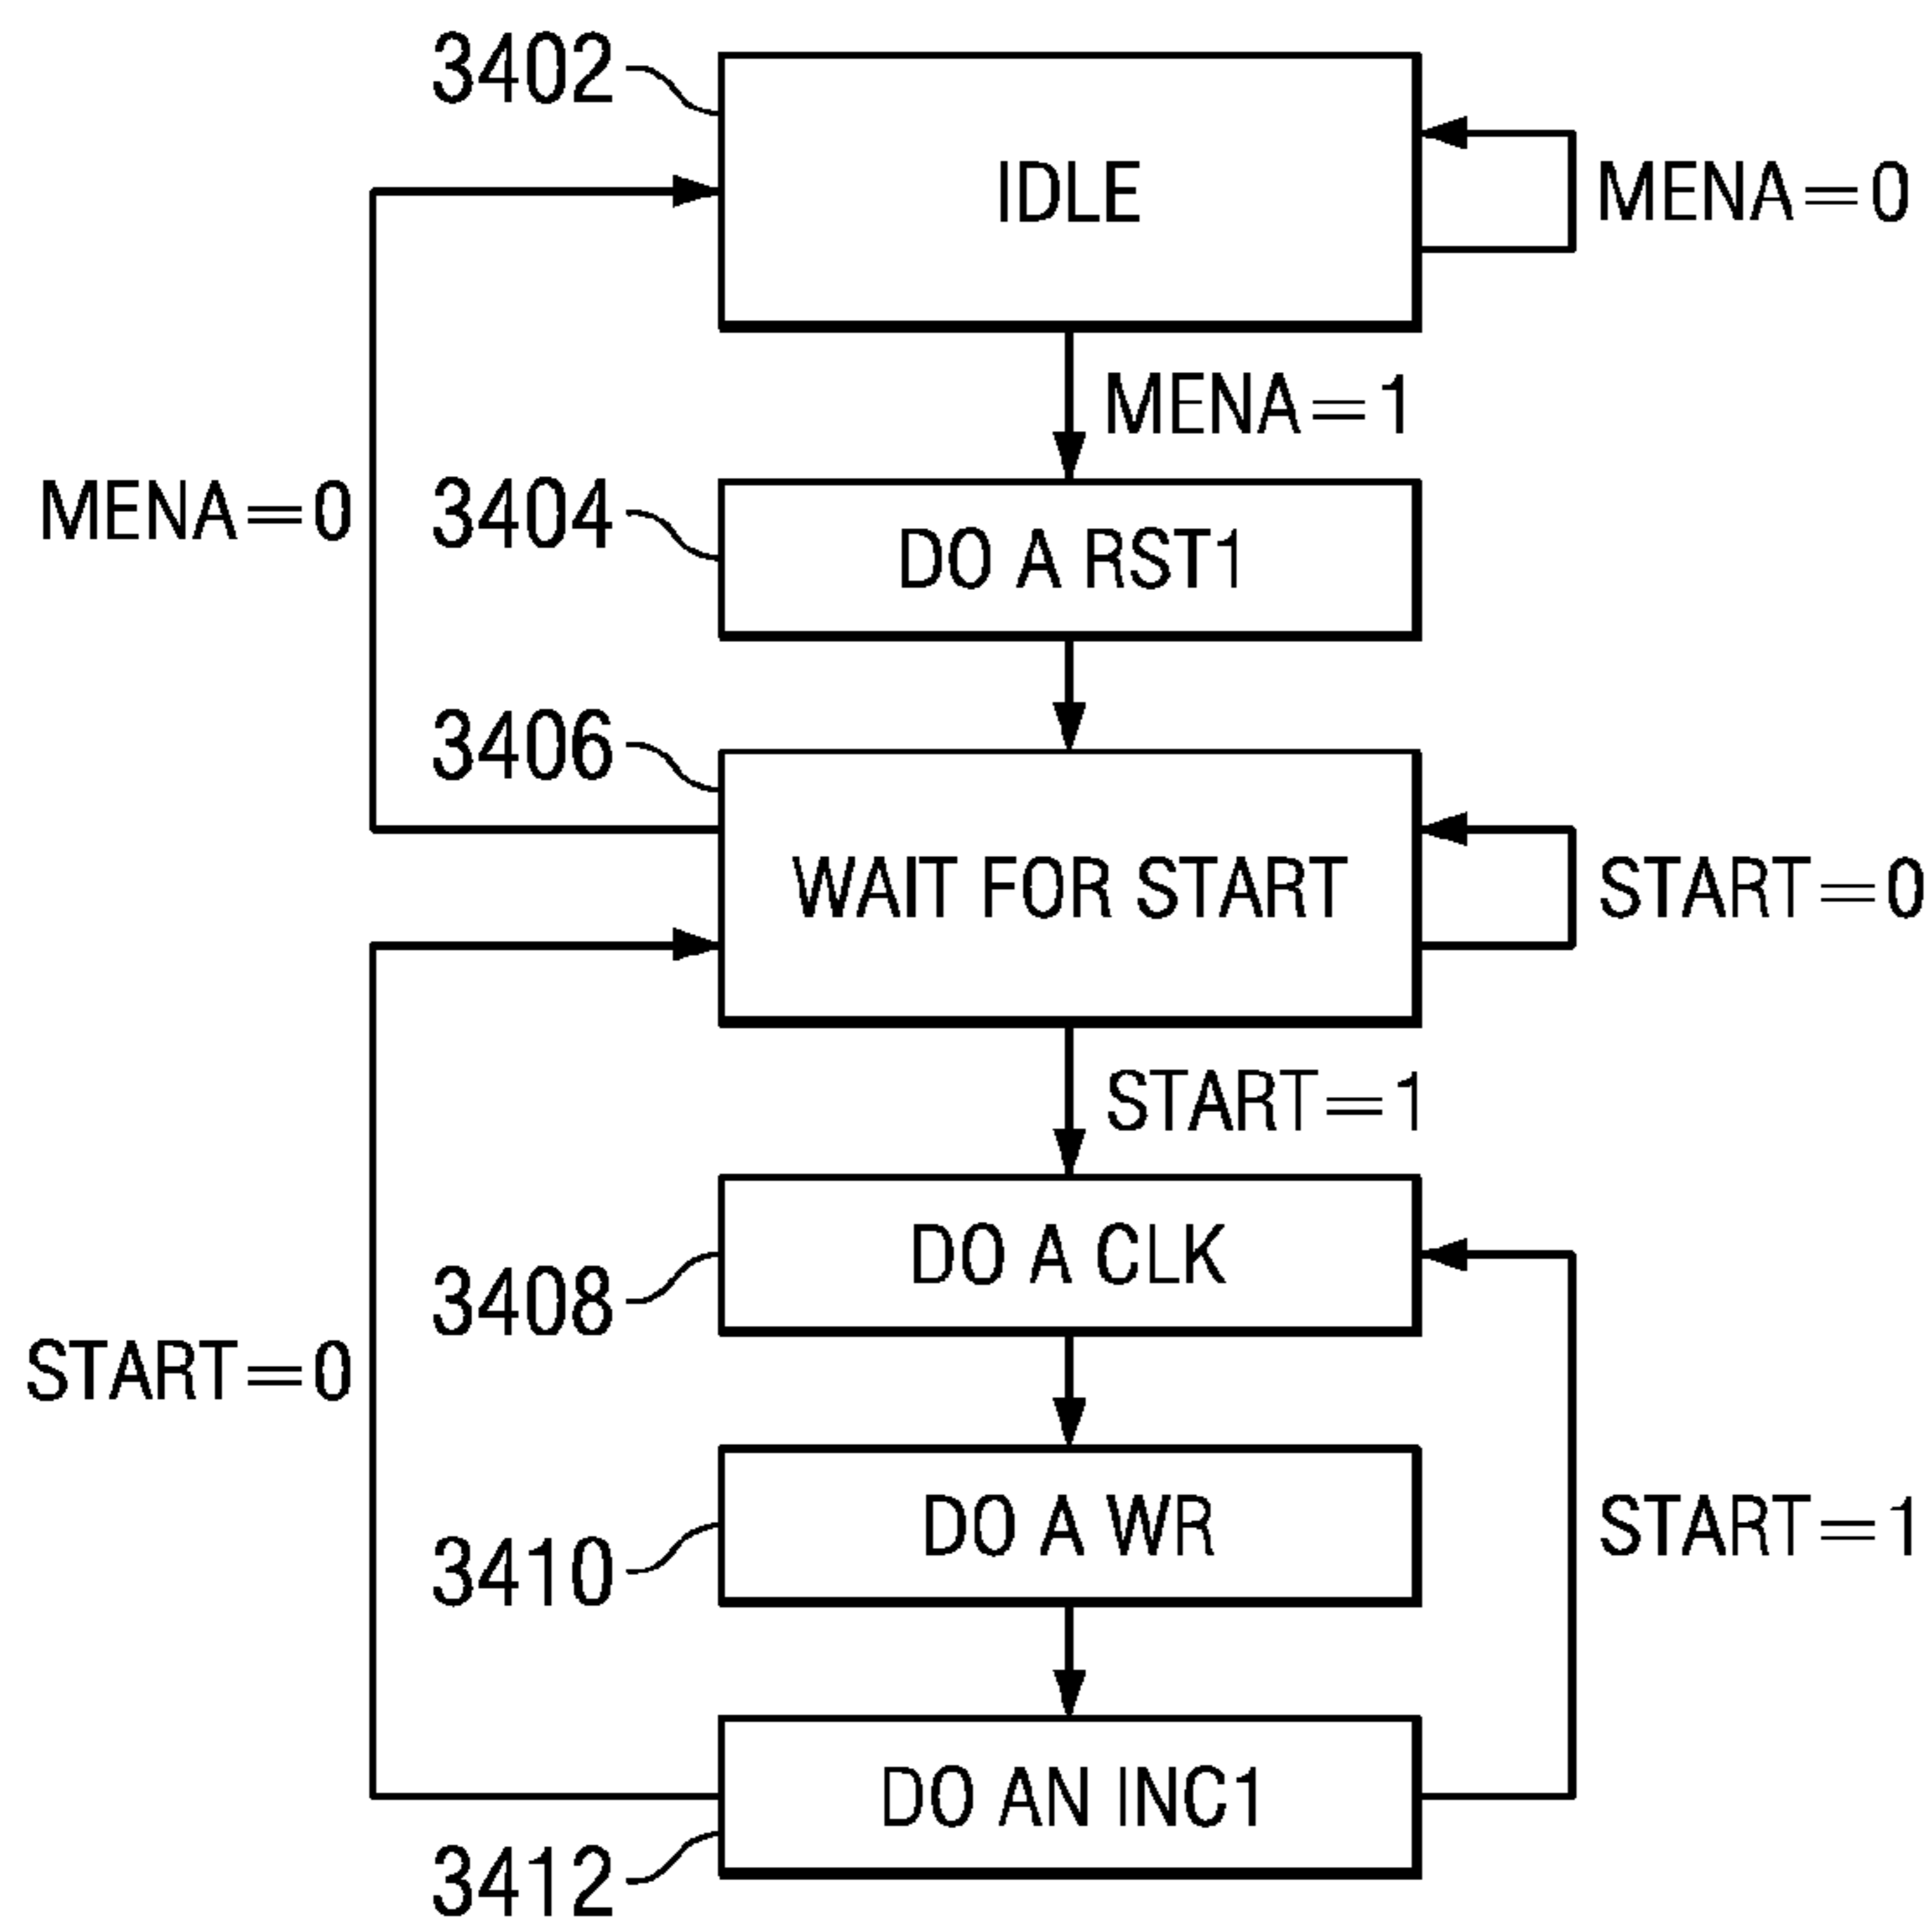 3402
IDLE
MENA=0
MENA=1
MENA=0
3404
DO A RST1
3406
WAIT FOR START
START=0
START=1
DO A CLK
3408
START=0
DO A WR
START=1
3410
DO AN INC1
3412